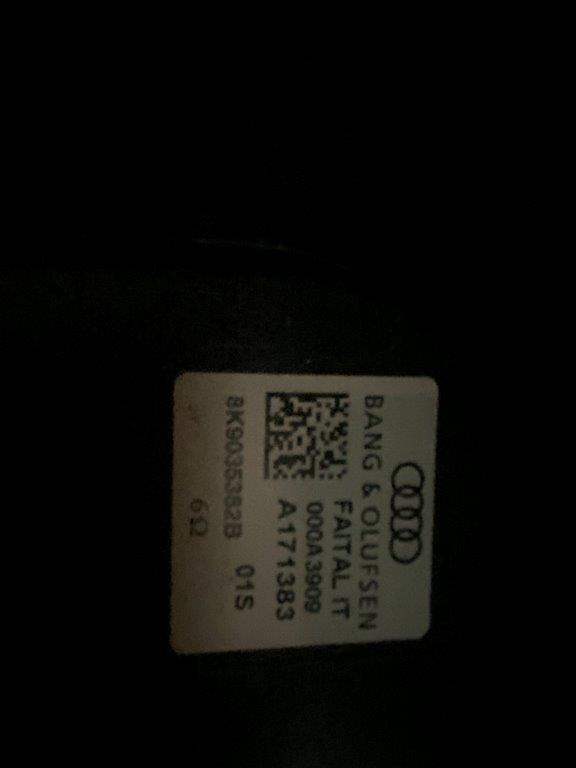 BANG & OLUFSEN
FAITAL.IT
000A3909
A171383
8K9035382B 01S
6Ω